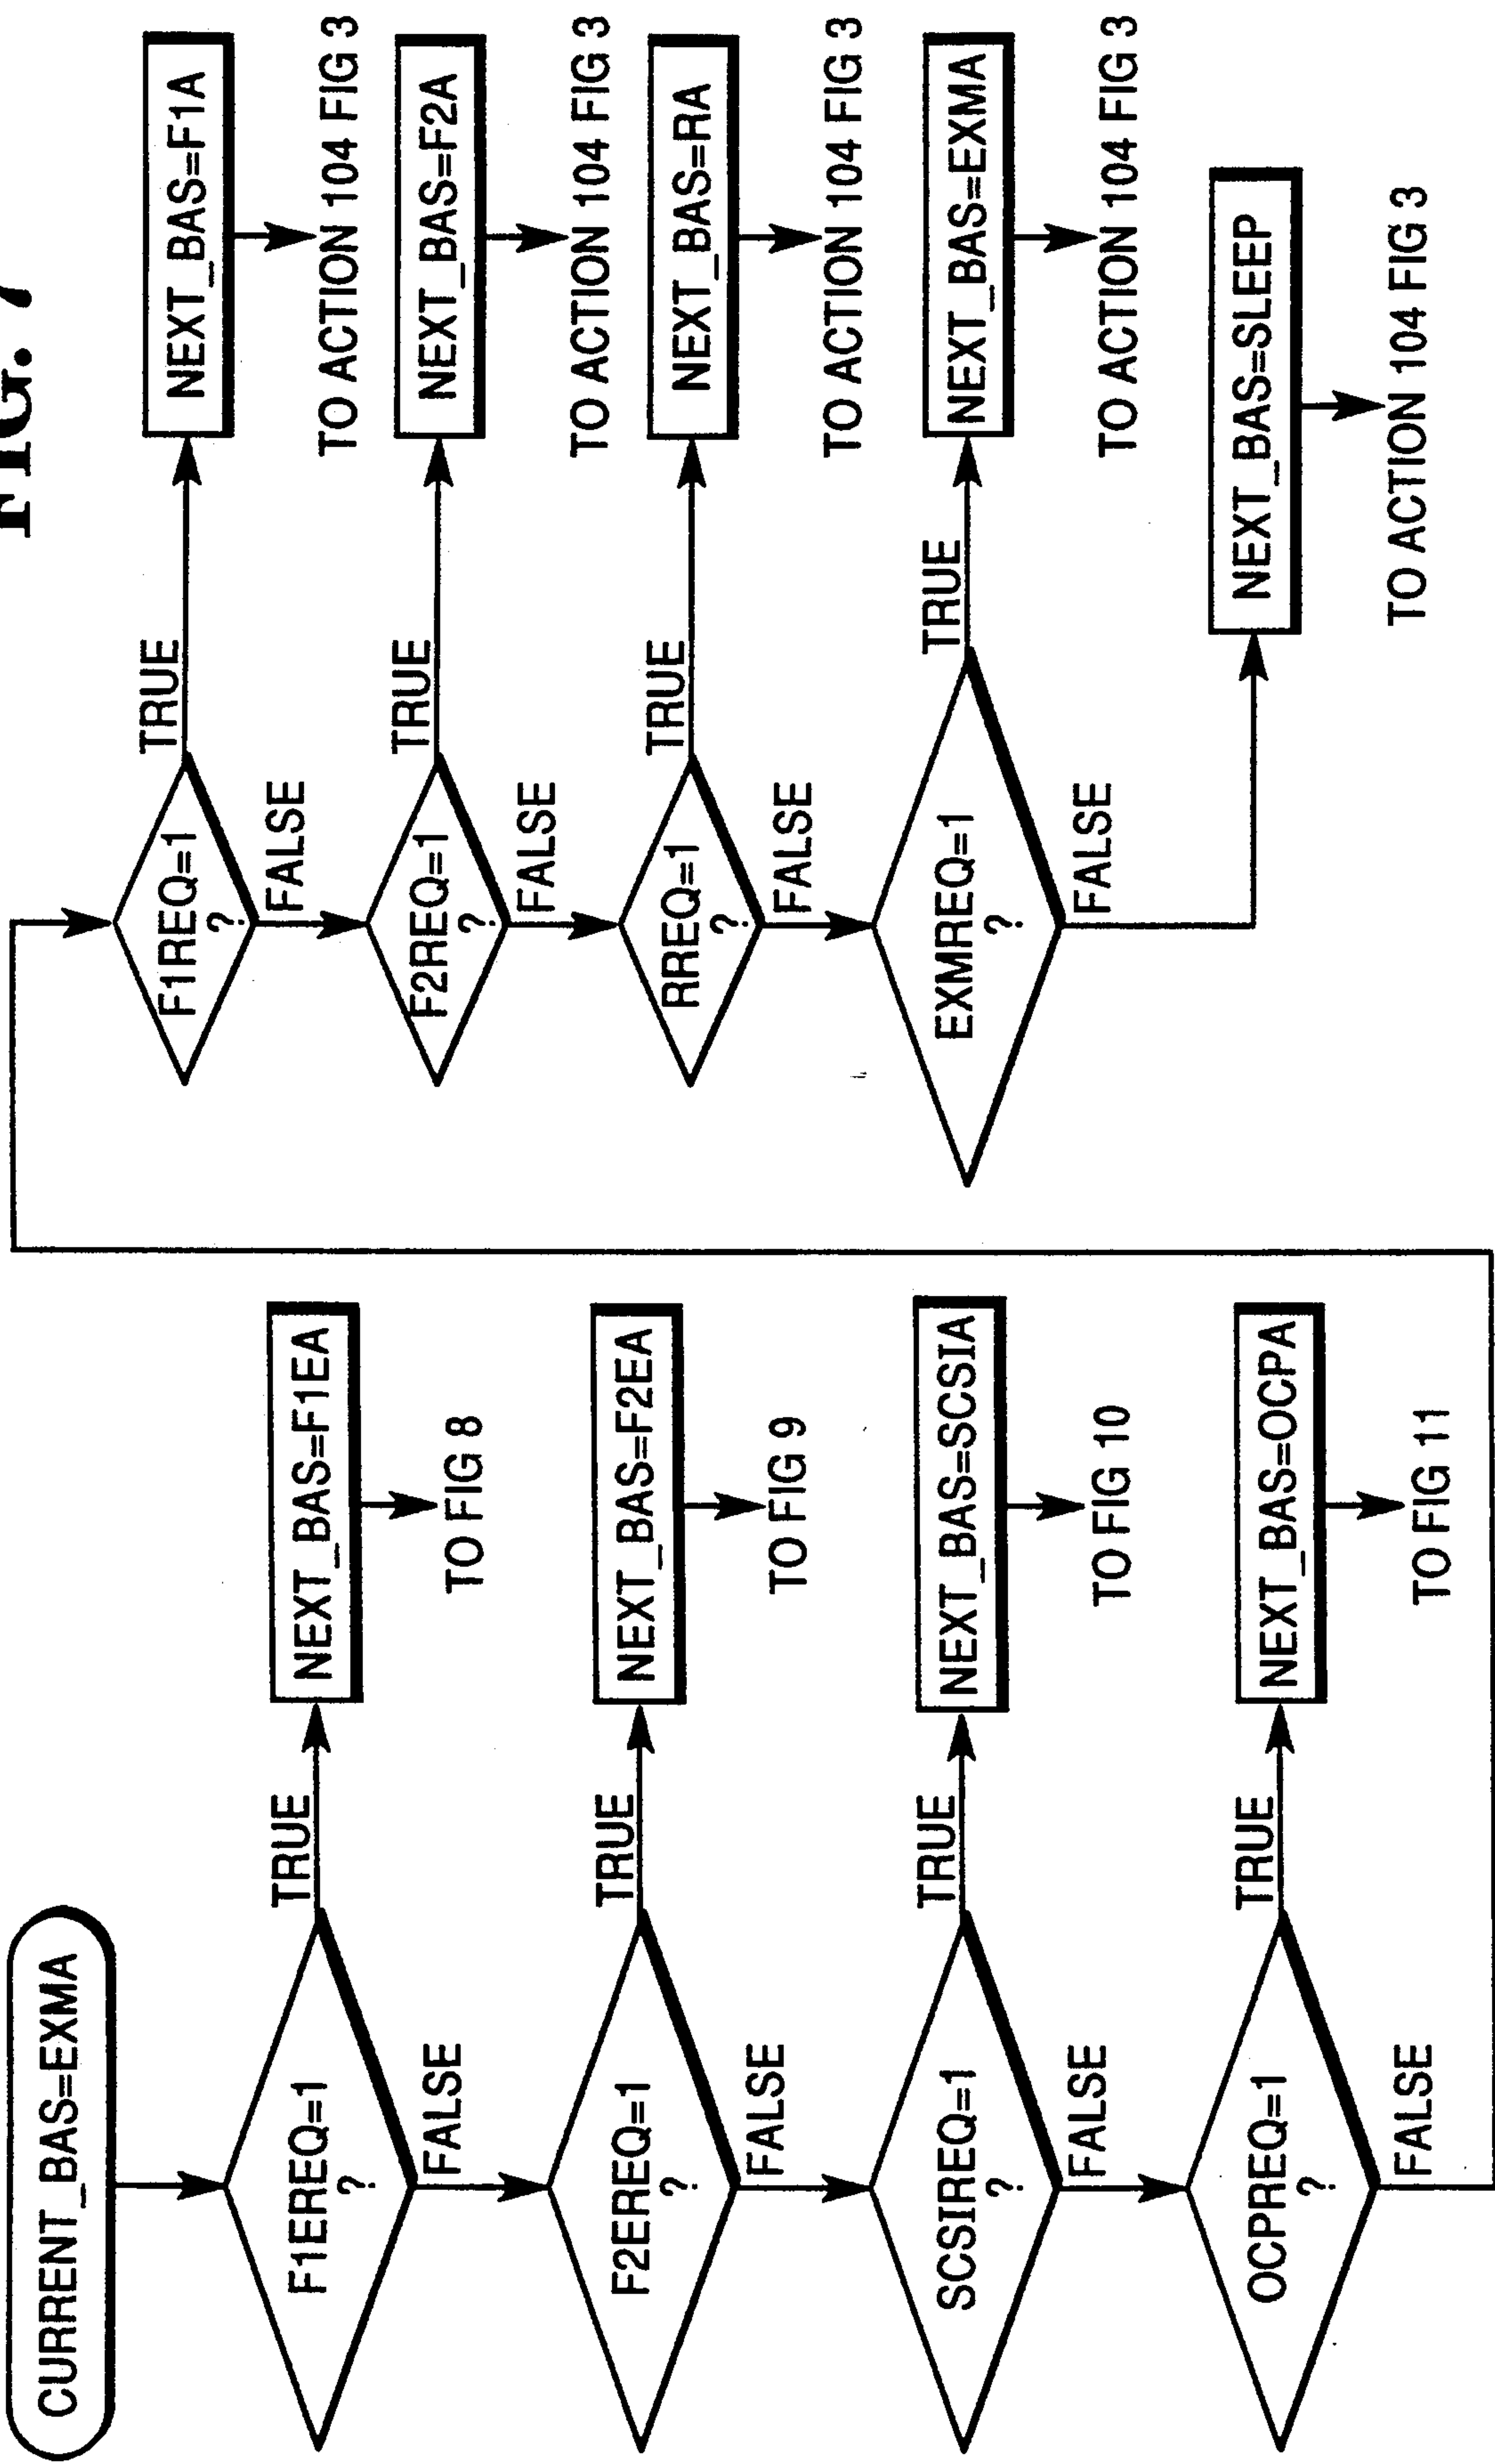 FIG. 7
CURRENT_BAS=EXMA
F1EREQ=1
?
TRUE
NEXT_BAS=F1EA
TO FIG 8
FALSE
F2EREQ=1
?
TRUE
NEXT_BAS=F2EA
TO FIG 9
FALSE
SCSIREQ=1
?
TRUE
NEXT_BAS=SCSIA
TO FIG 10
FALSE
OCPREQ=1
?
TRUE
NEXT_BAS=OCPA
TO FIG 11
FALSE
F1REQ=1
?
TRUE
NEXT_BAS=F1A
TO ACTION 104 FIG 3
FALSE
F2REQ=1
?
TRUE
NEXT_BAS=F2A
TO ACTION 104 FIG 3
FALSE
RREQ=1
?
TRUE
NEXT_BAS=RA
TO ACTION 104 FIG 3
FALSE
EXMREQ=1
?
TRUE
NEXT_BAS=EXMA
TO ACTION 104 FIG 3
FALSE
NEXT_BAS=SLEEP
TO ACTION 104 FIG 3